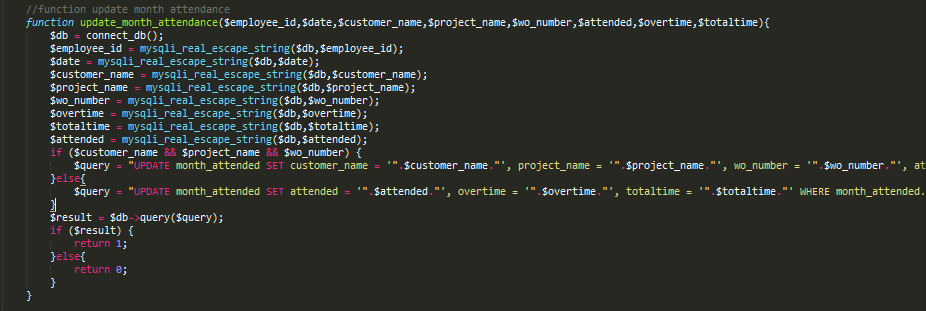 //function update month attendance
function update_month_attendance($employee_id,$date,$customer_name,$project_name,$wo_number,$attended,$overtime,$totaltime){
$db = connect_db();
$employee_id = mysqli_real_escape_string($db,$employee_id);
$date = mysqli_real_escape_string($db,$date);
$customer_name = mysqli_real_escape_string($db,$customer_name);
$project_name = mysqli_real_escape_string($db,$project_name);
$wo_number = mysqli_real_escape_string($db,$wo_number);
$overtime = mysqli_real_escape_string($db,$overtime);
$totaltime = mysqli_real_escape_string($db,$totaltime);
$attended = mysqli_real_escape_string($db,$attended);
if ($customer_name && $project_name && $wo_number) {
$query = "UPDATE month_attended SET customer_name = '".$customer_name."', project_name = '".$project_name."', wo_number = '".$wo_number."', at
}else{
$query = "UPDATE month_attended SET attended = '".$attended."', overtime = '".$overtime."', totaltime = '".$totaltime."' WHERE month_attended.
}
$result = $db->query($query);
if ($result) {
return 1;
}else{
return 0;
}
}